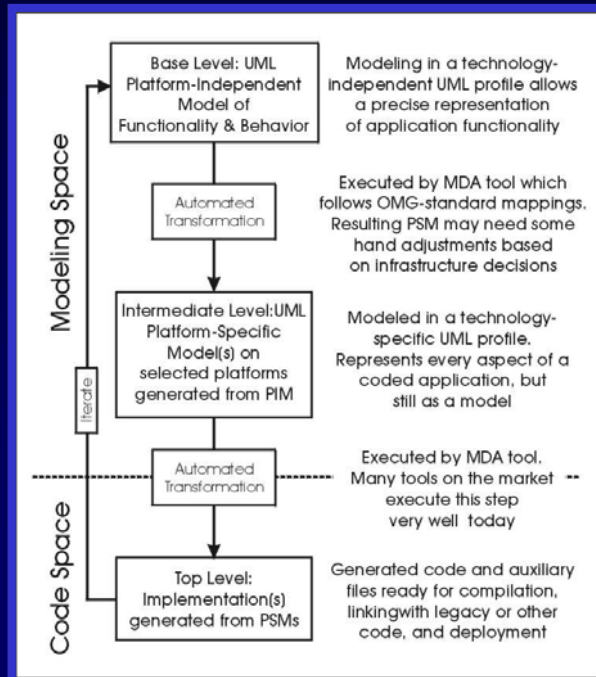 Base Level: UML
Platform-Independent
Model of
Functionality & Behavior
Modeling in a technology-
independent UML profile allows
a precise representation
of application functionality
Automated
Transformation
Executed by MDA tool which
follows OMG-standard mappings.
Resulting PSM may need some
hand adjustments based
on infrastructure decisions
Modeling Space
Intermediate Level:UML
Platform-Specific
Model(s) on
selected platforms
generated from PIM
Modeled in a technology-
specific UML profile.
Represents every aspect of a
coded application, but
still as a model
Iterate
Automated
Transformation
Executed by MDA tool.
Many tools on the market
execute this step
very well today
Code Space
Top Level:
Implementation(s)
generated from PSMs
Generated code and auxiliary
files ready for compilation,
linkingwith legacy or other
code, and deployment